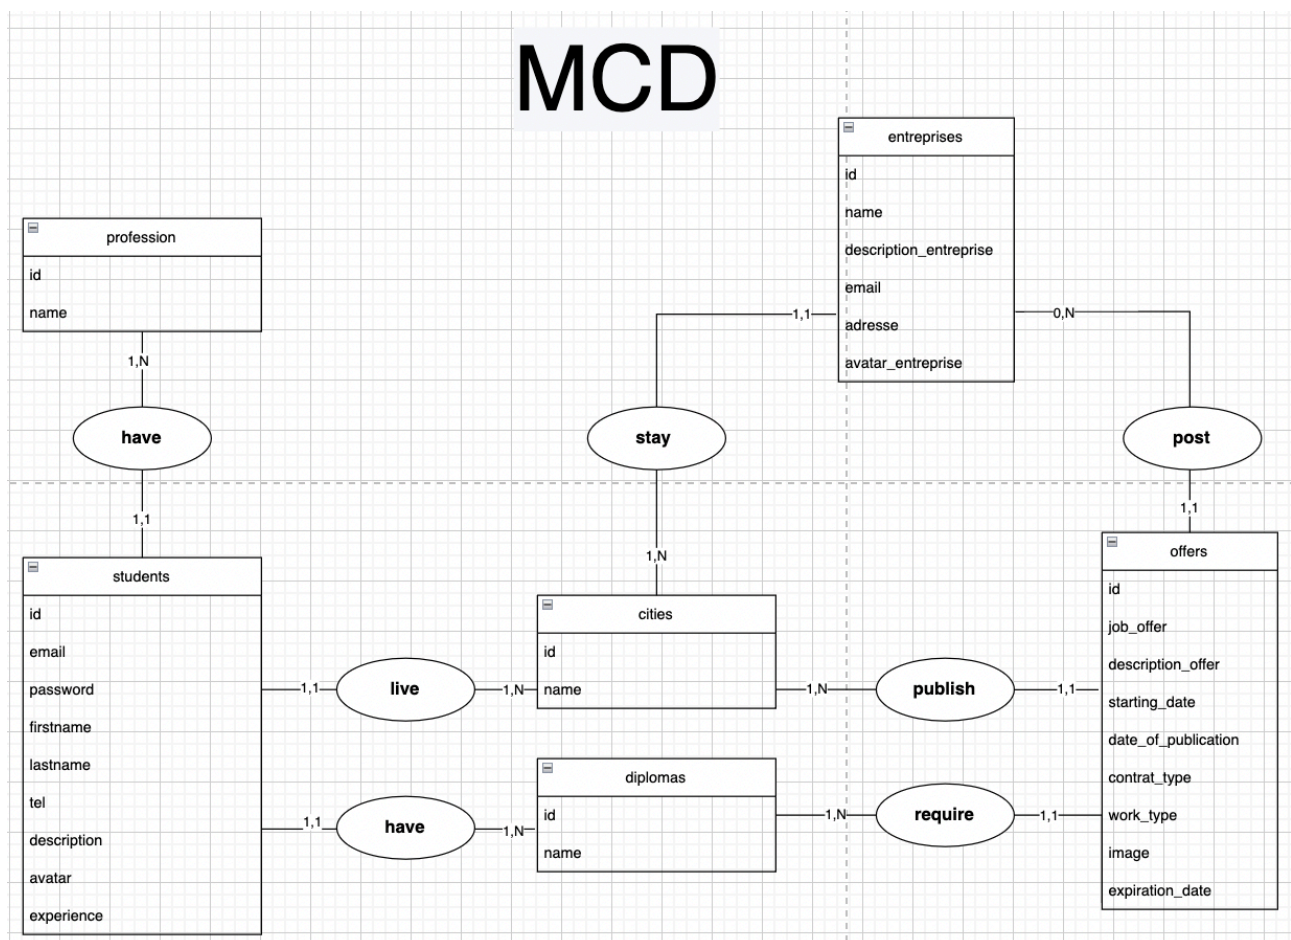 MCD
entreprises
id
name
description_entreprise
email
adresse
avatar_entreprise
profession
id
name
1,N
have
1,1
1,1
stay
1,N
0,N
post
1,1
students
id
email
password
firstname
lastname
tel
description
avatar
experience
1,1
live
1,N
cities
id
name
1,N
publish
1,1
1,1
have
1,N
diplomas
id
name
1,N
require
1,1
offers
id
job_offer
description_offer
starting_date
date_of_publication
contrat_type
work_type
image
expiration_date